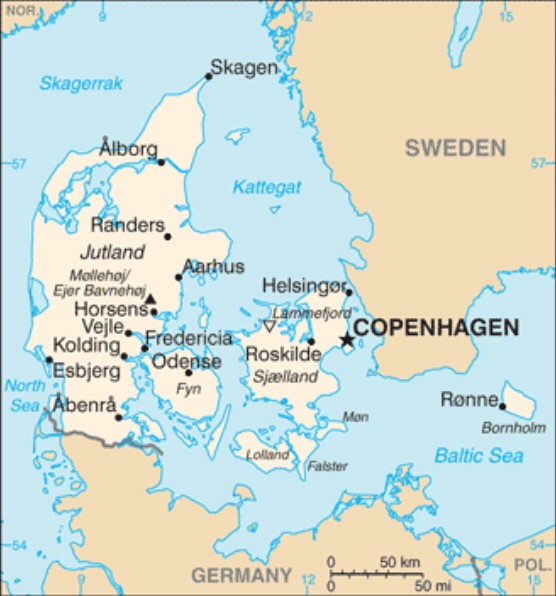 NOR.
9
12
15
Skagen
Skagerrak
SWEDEN
Ålborg
57
57
Kattegat
Randers
Jutland
Aarhus
Møllehøj/
Ejer Bavnehøj
Helsingør
Horsens
Lammefjord
Vejle
COPENHAGEN
Fredericia
Kolding
Roskilde
Odense
Esbjerg
Sjælland
North
Sea
Fyn
Rønne
Åbenrå
Møn
Bornholm
Lolland
Falster
Baltic Sea
54
54
0 50 km
0 50 mi
GERMANY
9
12
POL.
15